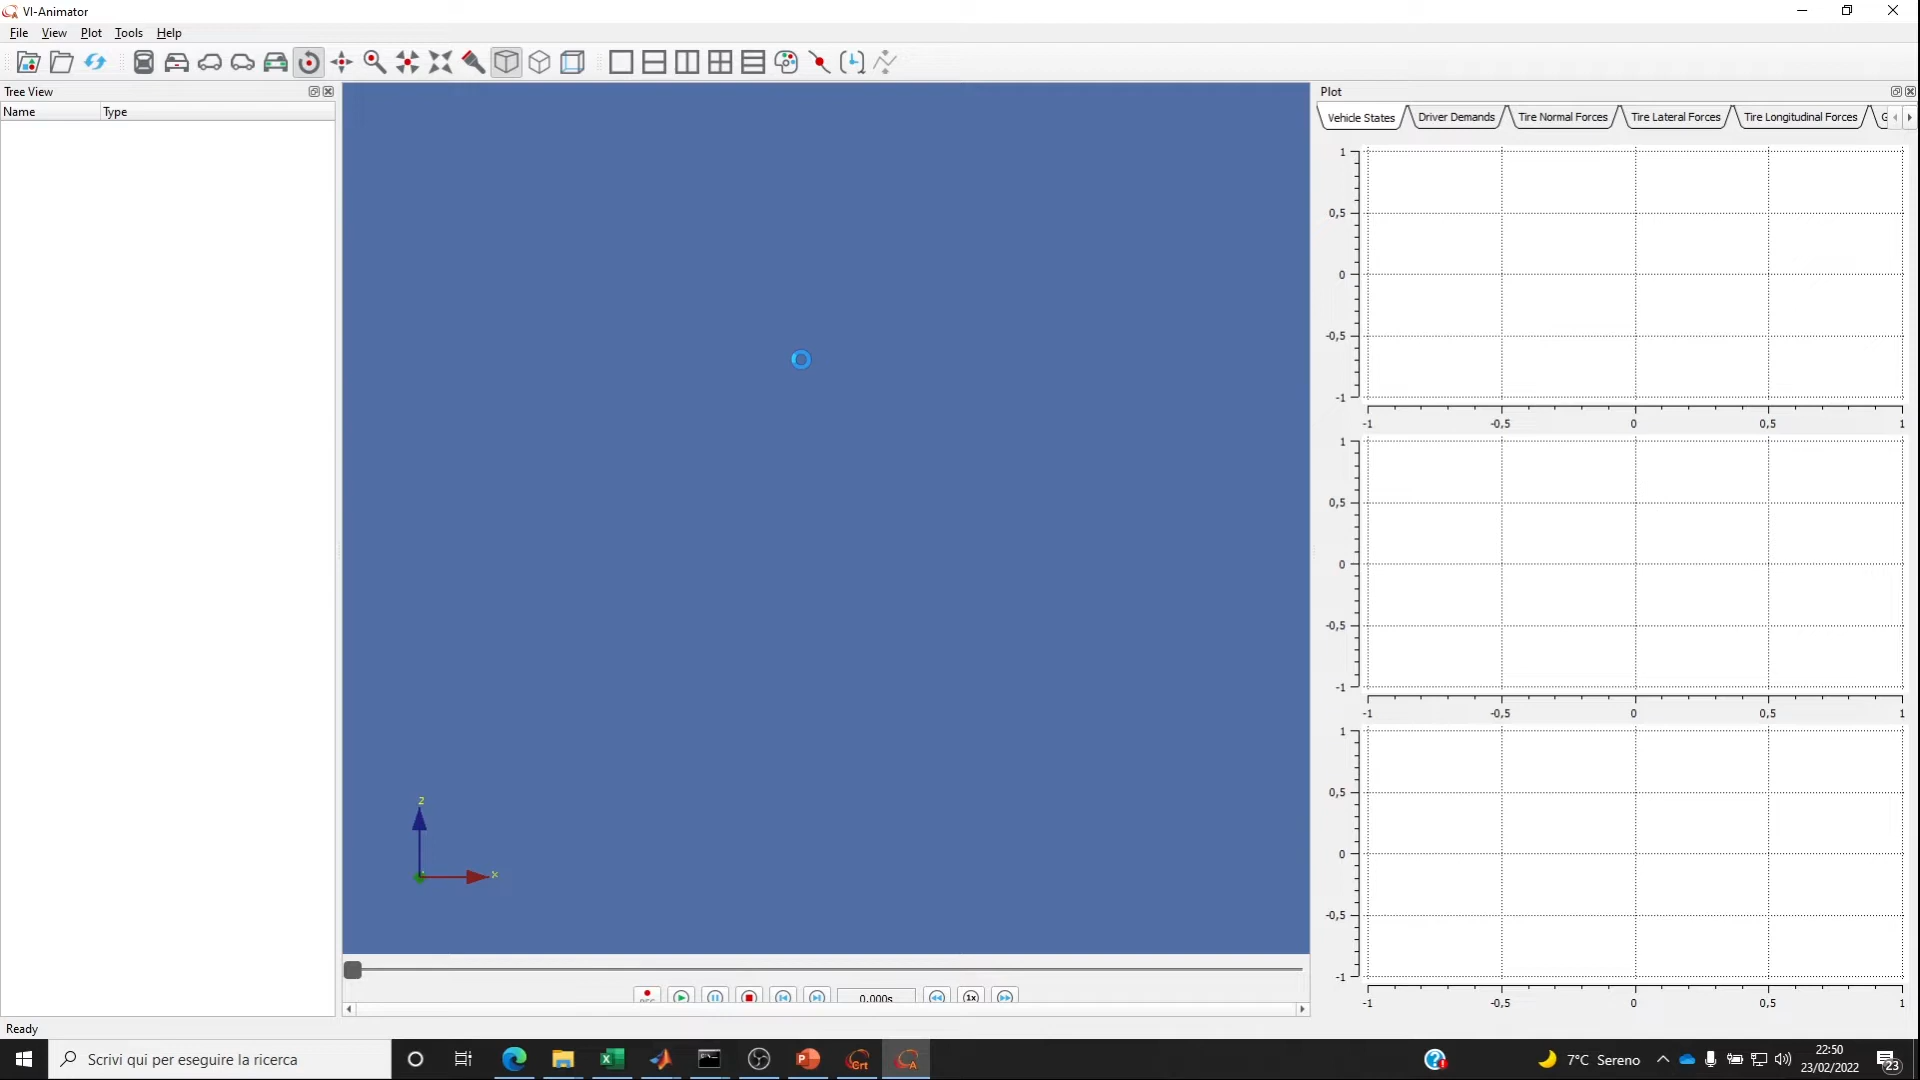 VI-Animator
File View Plot Tools Help
Tree View
Name Type
Plot
Vehicle States Driver Demands Tire Normal Forces Tire Lateral Forces Tire Longitudinal Forces
1
0,5
0
-0,5
-1
-1 -0,5 0 0,5 1
1
0,5
0
-0,5
-1
-1 -0,5 0 0,5 1
1
0,5
0
-0,5
-1
-1 -0,5 0 0,5 1
z
x
0.000s 1x
Ready
Scrivi qui per eseguire la ricerca
Crt
A
7°C Sereno
22:50
23/02/2022
23